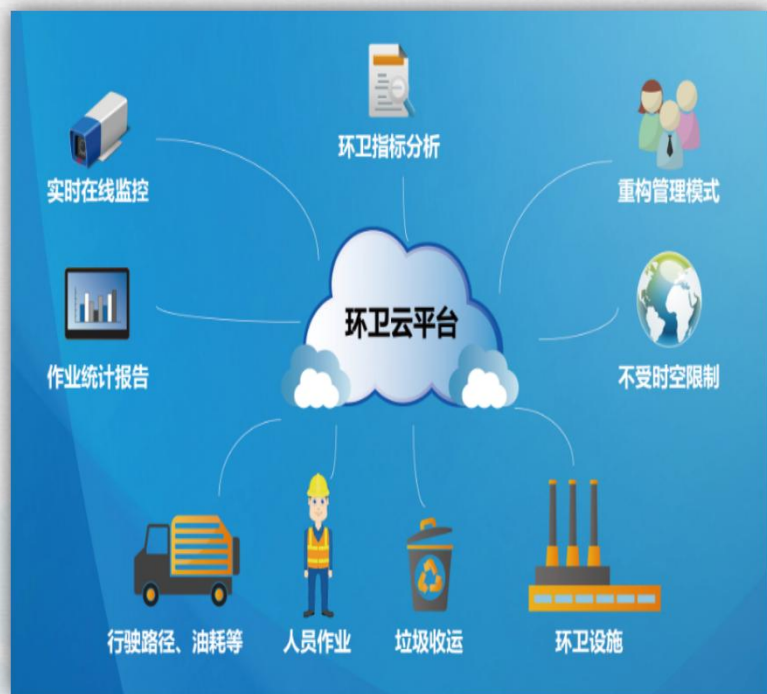 环卫指标分析
实时在线监控
重构管理模式
环卫云平台
作业统计报告
不受时空限制
行驶路径、油耗等
人员作业
垃圾收运
环卫设施